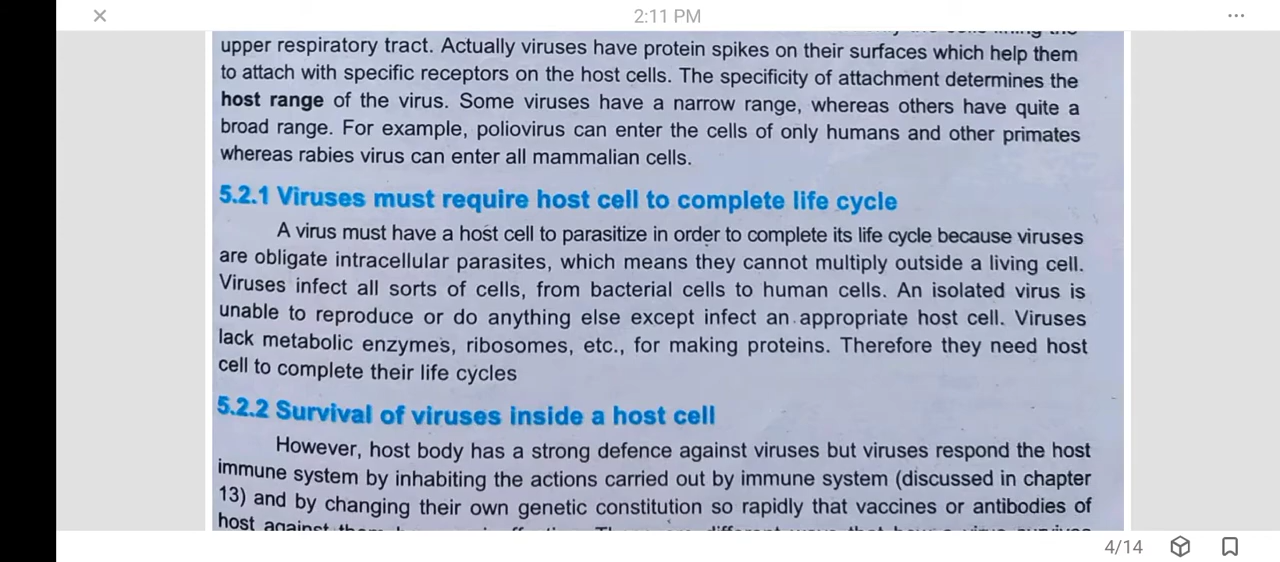 2:11 PM
upper respiratory tract. Actually viruses have protein spikes on their surfaces which help them
to attach with specific receptors on the host cells. The specificity of attachment determines the
host range of the virus. Some viruses have a narrow range, whereas others have quite a
broad range. For example, poliovirus can enter the cells of only humans and other primates
whereas rabies virus can enter all mammalian cells.
5.2.1 Viruses must require host cell to complete life cycle
A virus must have a host cell to parasitize in order to complete its life cycle because viruses
are obligate intracellular parasites, which means they cannot multiply outside a living cell.
Viruses infect all sorts of cells, from bacterial cells to human cells. An isolated virus is
unable to reproduce or do anything else except infect an appropriate host cell. Viruses
lack metabolic enzymes, ribosomes, etc., for making proteins. Therefore they need host
cell to complete their life cycles
5.2.2 Survival of viruses inside a host cell
However, host body has a strong defence against viruses but viruses respond the host
immune system by inhabiting the actions carried out by immune system (discussed in chapter
13) and by changing their own genetic constitution so rapidly that vaccines or antibodies of
host against
4/14